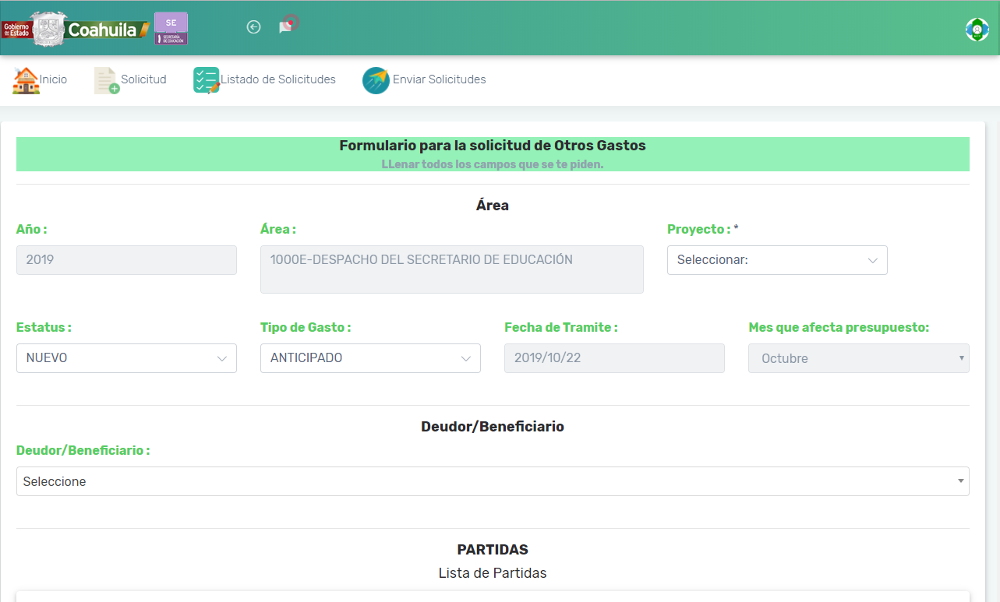 Gobierno
del Estado
Coahuila
SE
SECRETARÍA
DE EDUCACIÓN
Inicio
Solicitud
Listado de Solicitudes
Enviar Solicitudes
Formulario para la solicitud de Otros Gastos
LLenar todos los campos que se te piden.
Área
Año :
Área :
Proyecto : *
2019
1000E-DESPACHO DEL SECRETARIO DE EDUCACIÓN
Seleccionar:
Estatus :
Tipo de Gasto :
Fecha de Tramite :
Mes que afecta presupuesto:
NUEVO
ANTICIPADO
2019/10/22
Octubre
Deudor/Beneficiario
Deudor/Beneficiario :
Seleccione
PARTIDAS
Lista de Partidas